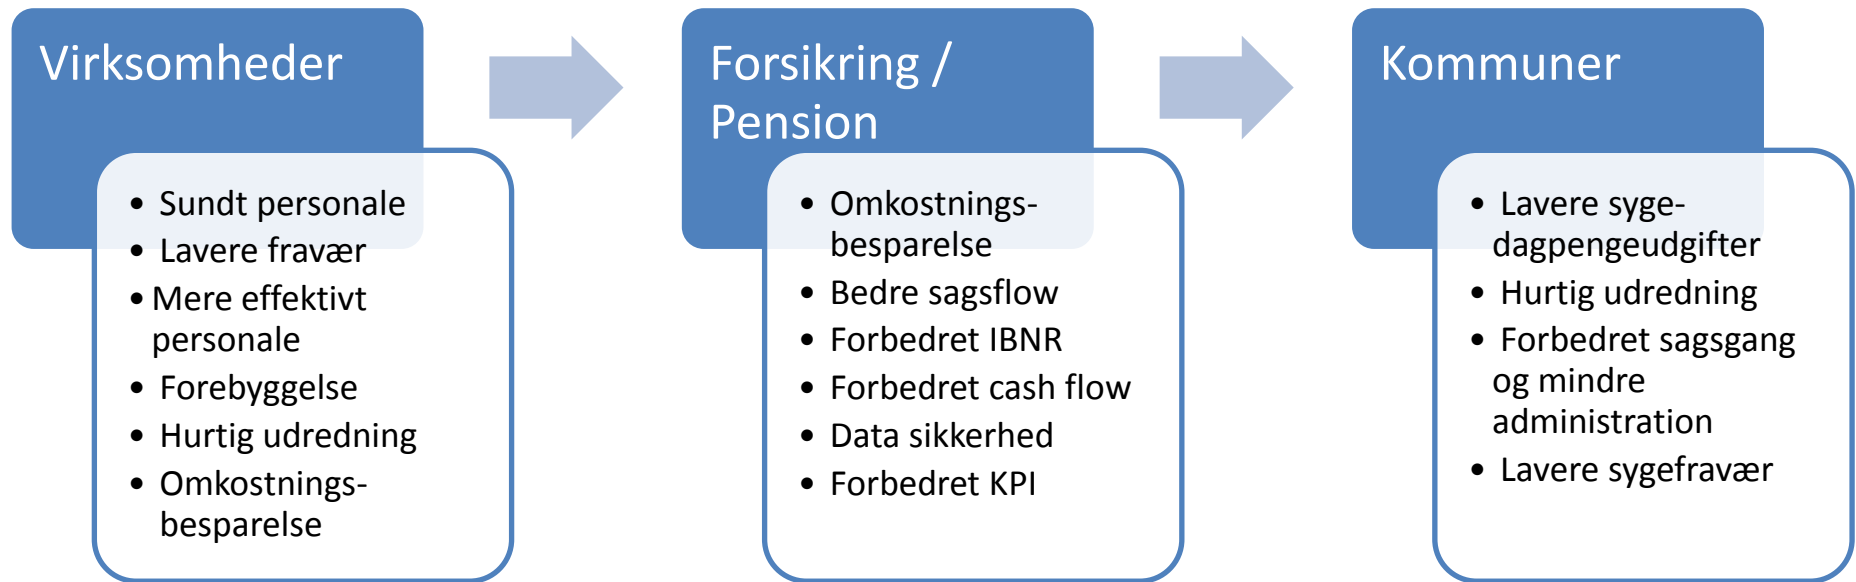 Virksomheder
• Sundt personale
• Lavere fravær
• Mere effektivt
personale
• Forebyggelse
• Hurtig udredning
• Omkostnings-
besparelse
Forsikring /
Pension
• Omkostnings-
besparelse
• Bedre sagsflow
• Forbedret IBNR
• Forbedret cash flow
• Data sikkerhed
• Forbedret KPI
Kommuner
• Lavere syge-
dagpengeudgifter
• Hurtig udredning
• Forbedret sagsgang
og mindre
administration
• Lavere sygefravær